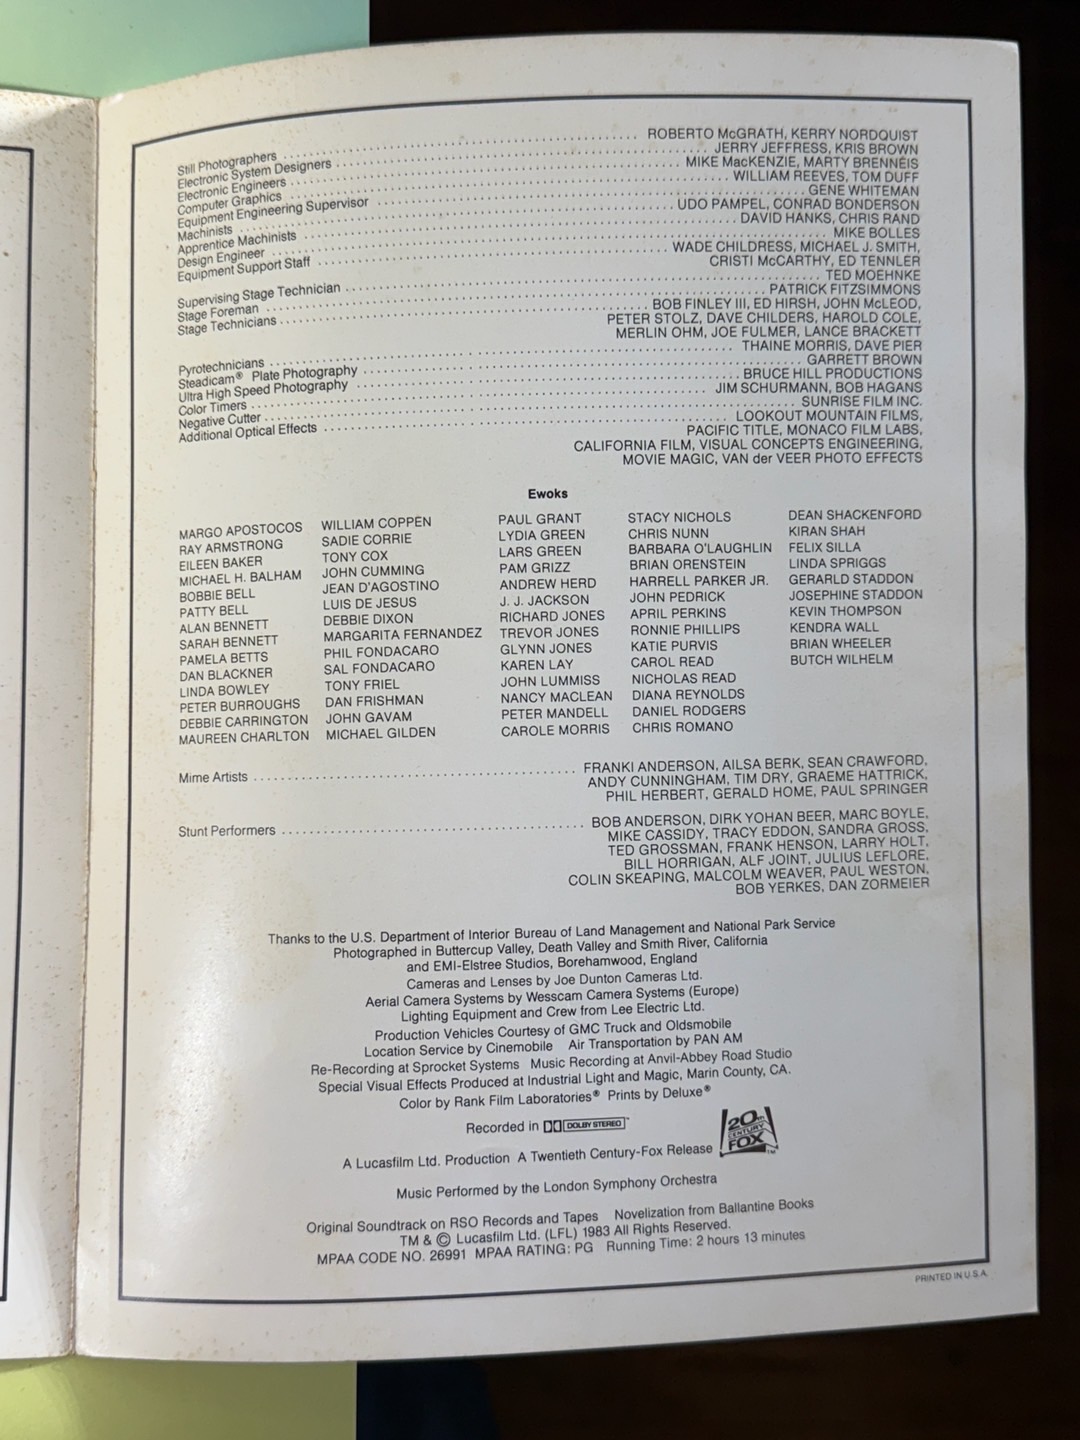 Still Photographers ........ ROBERTO McGRATH, KERRY NORDQUIST
Electronic System Designers ........ JERRY JEFFRESS, KRIS BROWN
Electronic Engineers ........ MIKE MacKENZIE, MARTY BRENNEIS
Computer Graphics ........ WILLIAM REEVES, TOM DUFF
Equipment Engineering Supervisor ........ GENE WHITEMAN
Machinists ........ UDO PAMPEL, CONRAD BONDERSON
Apprentice Machinists ........ DAVID HANKS, CHRIS RAND
Design Engineer ........ MIKE BOLLES
Equipment Support Staff ........ WADE CHILDRESS, MICHAEL J. SMITH,
CRISTI McCARTHY, ED TENNLER
Supervising Stage Technician ........ TED MOEHNKE
Stage Foreman ........ PATRICK FITZSIMMONS
Stage Technicians ........ BOB FINLEY III, ED HIRSH, JOHN McLEOD,
PETER STOLZ, DAVE CHILDERS, HAROLD COLE,
MERLIN OHM, JOE FULMER, LANCE BRACKETT
Pyrotechnicians ........ THAINE MORRIS, DAVE PIER
Steadicam® Plate Photography ........ GARRETT BROWN
Ultra High Speed Photography ........ BRUCE HILL PRODUCTIONS
Color Timers ........ JIM SCHURMANN, BOB HAGANS
Negative Cutter ........ SUNRISE FILM INC.
Additional Optical Effects ........ LOOKOUT MOUNTAIN FILMS,
PACIFIC TITLE, MONACO FILM LABS,
CALIFORNIA FILM, VISUAL CONCEPTS ENGINEERING,
MOVIE MAGIC, VAN der VEER PHOTO EFFECTS
Ewoks
MARGO APOSTOCOS
RAY ARMSTRONG
EILEEN BAKER
MICHAEL H. BALHAM
BOBBIE BELL
PATTY BELL
ALAN BENNETT
SARAH BENNETT
PAMELA BETTS
DAN BLACKNER
LINDA BOWLEY
PETER BURROUGHS
DEBBIE CARRINGTON
MAUREEN CHARLTON
WILLIAM COPPEN
SADIE CORRIE
TONY COX
JOHN CUMMING
JEAN D'AGOSTINO
LUIS DE JESUS
DEBBIE DIXON
MARGARITA FERNANDEZ
PHIL FONDACARO
SAL FONDACARO
TONY FRIEL
DAN FRISHMAN
JOHN GAVAM
MICHAEL GILDEN
PAUL GRANT
LYDIA GREEN
LARS GREEN
PAM GRIZZ
ANDREW HERD
J. J. JACKSON
RICHARD JONES
TREVOR JONES
GLYNN JONES
KAREN LAY
JOHN LUMMISS
NANCY MACLEAN
PETER MANDELL
CAROLE MORRIS
STACY NICHOLS
CHRIS NUNN
BARBARA O'LAUGHLIN
BRIAN ORENSTEIN
HARRELL PARKER JR.
JOHN PEDRICK
APRIL PERKINS
RONNIE PHILLIPS
KATIE PURVIS
CAROL READ
NICHOLAS READ
DIANA REYNOLDS
DANIEL RODGERS
CHRIS ROMANO
DEAN SHACKENFORD
KIRAN SHAH
FELIX SILLA
LINDA SPRIGGS
GERARLD STADDON
JOSEPHINE STADDON
KEVIN THOMPSON
KENDRA WALL
BRIAN WHEELER
BUTCH WILHELM
Mime Artists ........ FRANKI ANDERSON, AILSA BERK, SEAN CRAWFORD,
ANDY CUNNINGHAM, TIM DRY, GRAEME HATTRICK,
PHIL HERBERT, GERALD HOME, PAUL SPRINGER
Stunt Performers ........ BOB ANDERSON, DIRK YOHAN BEER, MARC BOYLE,
MIKE CASSIDY, TRACY EDDON, SANDRA GROSS,
TED GROSSMAN, FRANK HENSON, LARRY HOLT,
BILL HORRIGAN, ALF JOINT, JULIUS LEFLORE,
COLIN SKEAPING, MALCOLM WEAVER, PAUL WESTON,
BOB YERKES, DAN ZORMEIER
Thanks to the U.S. Department of Interior Bureau of Land Management and National Park Service
Photographed in Buttercup Valley, Death Valley and Smith River, California
and EMI-Elstree Studios, Borehamwood, England
Cameras and Lenses by Joe Dunton Cameras Ltd.
Aerial Camera Systems by Wesscam Camera Systems (Europe)
Lighting Equipment and Crew from Lee Electric Ltd.
Production Vehicles Courtesy of GMC Truck and Oldsmobile
Location Service by Cinemobile Air Transportation by PAN AM
Re-Recording at Sprocket Systems Music Recording at Anvil-Abbey Road Studio
Special Visual Effects Produced at Industrial Light and Magic, Marin County, CA.
Color by Rank Film Laboratories® Prints by Deluxe®
Recorded in DOLBY STEREO™
A Lucasfilm Ltd. Production A Twentieth Century-Fox Release 20th CENTURY FOX™
Music Performed by the London Symphony Orchestra
Original Soundtrack on RSO Records and Tapes Novelization from Ballantine Books
TM & © Lucasfilm Ltd. (LFL) 1983 All Rights Reserved.
MPAA CODE NO. 26991 MPAA RATING: PG Running Time: 2 hours 13 minutes
PRINTED IN U.S.A.